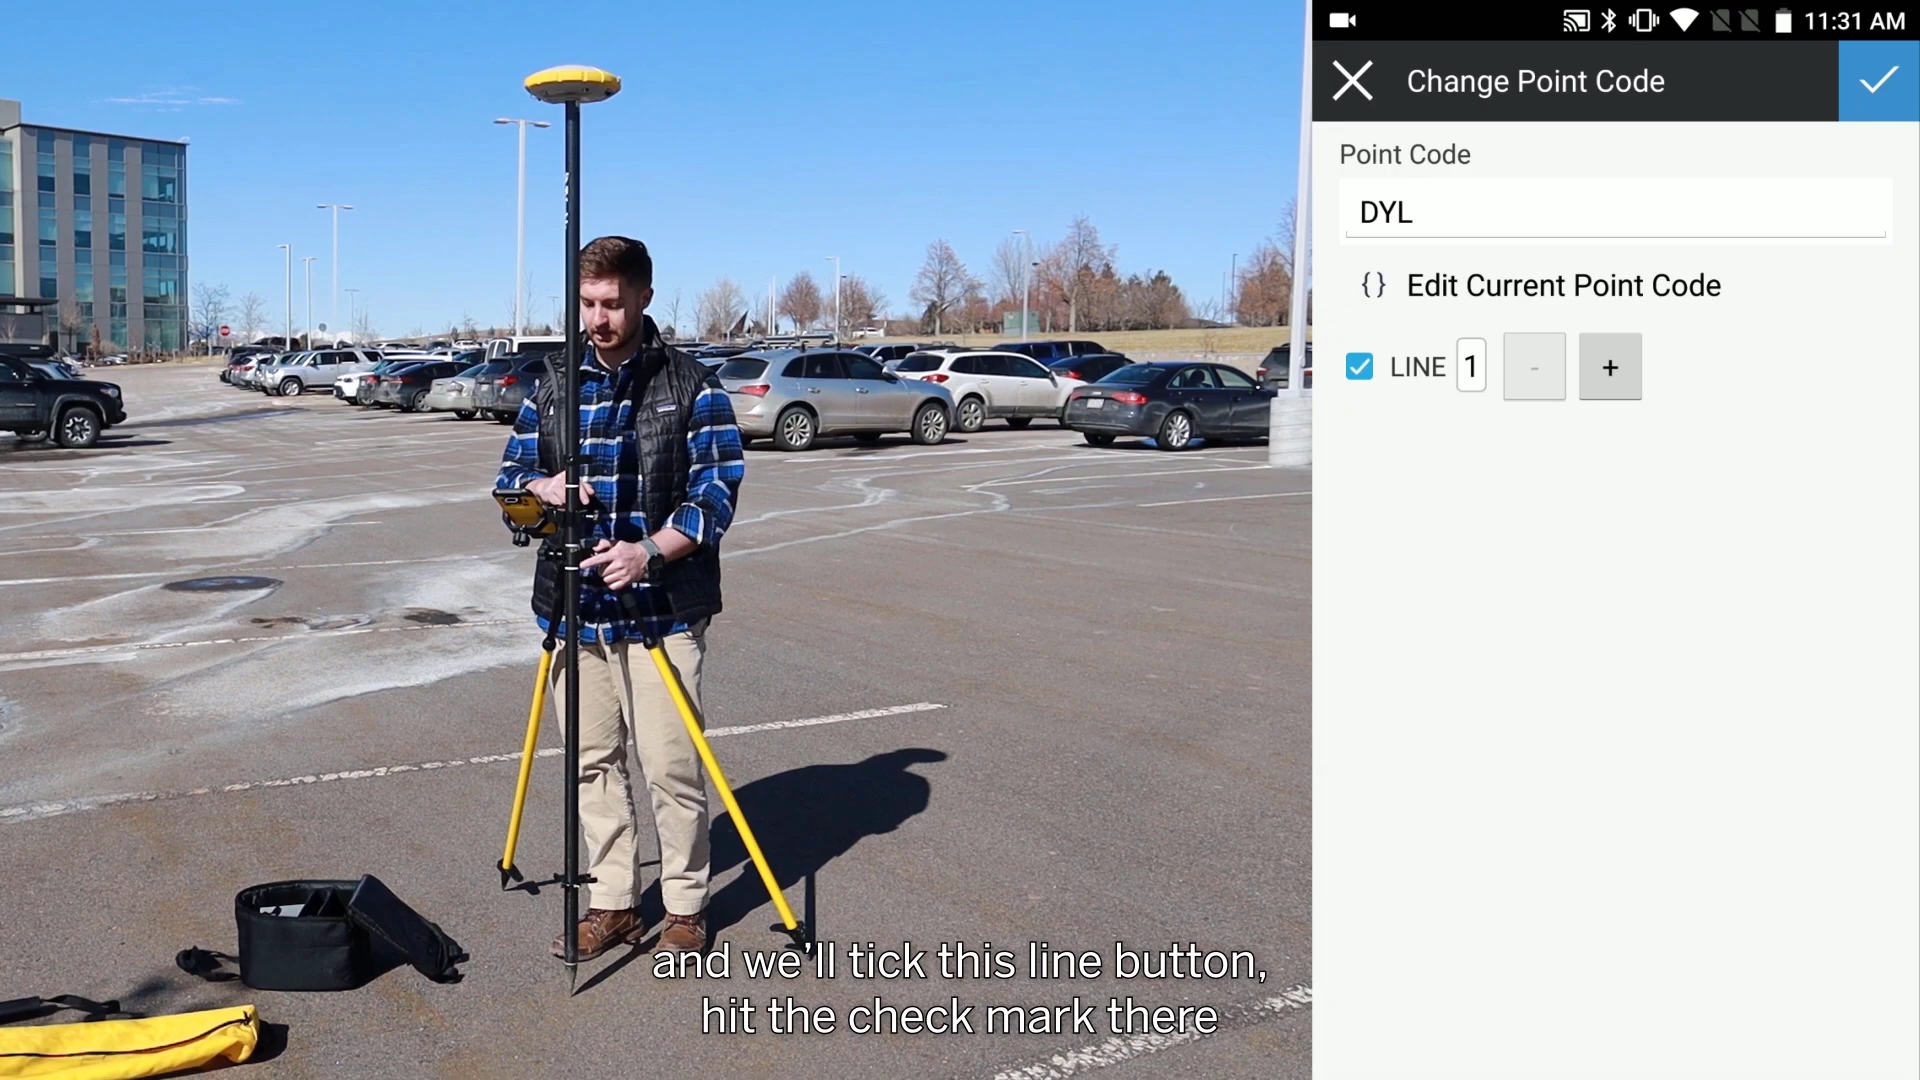 11:31 AM
Change Point Code
Point Code
DYL
{} Edit Current Point Code
LINE 1 - +
and we'll tick this line button,
hit the check mark there